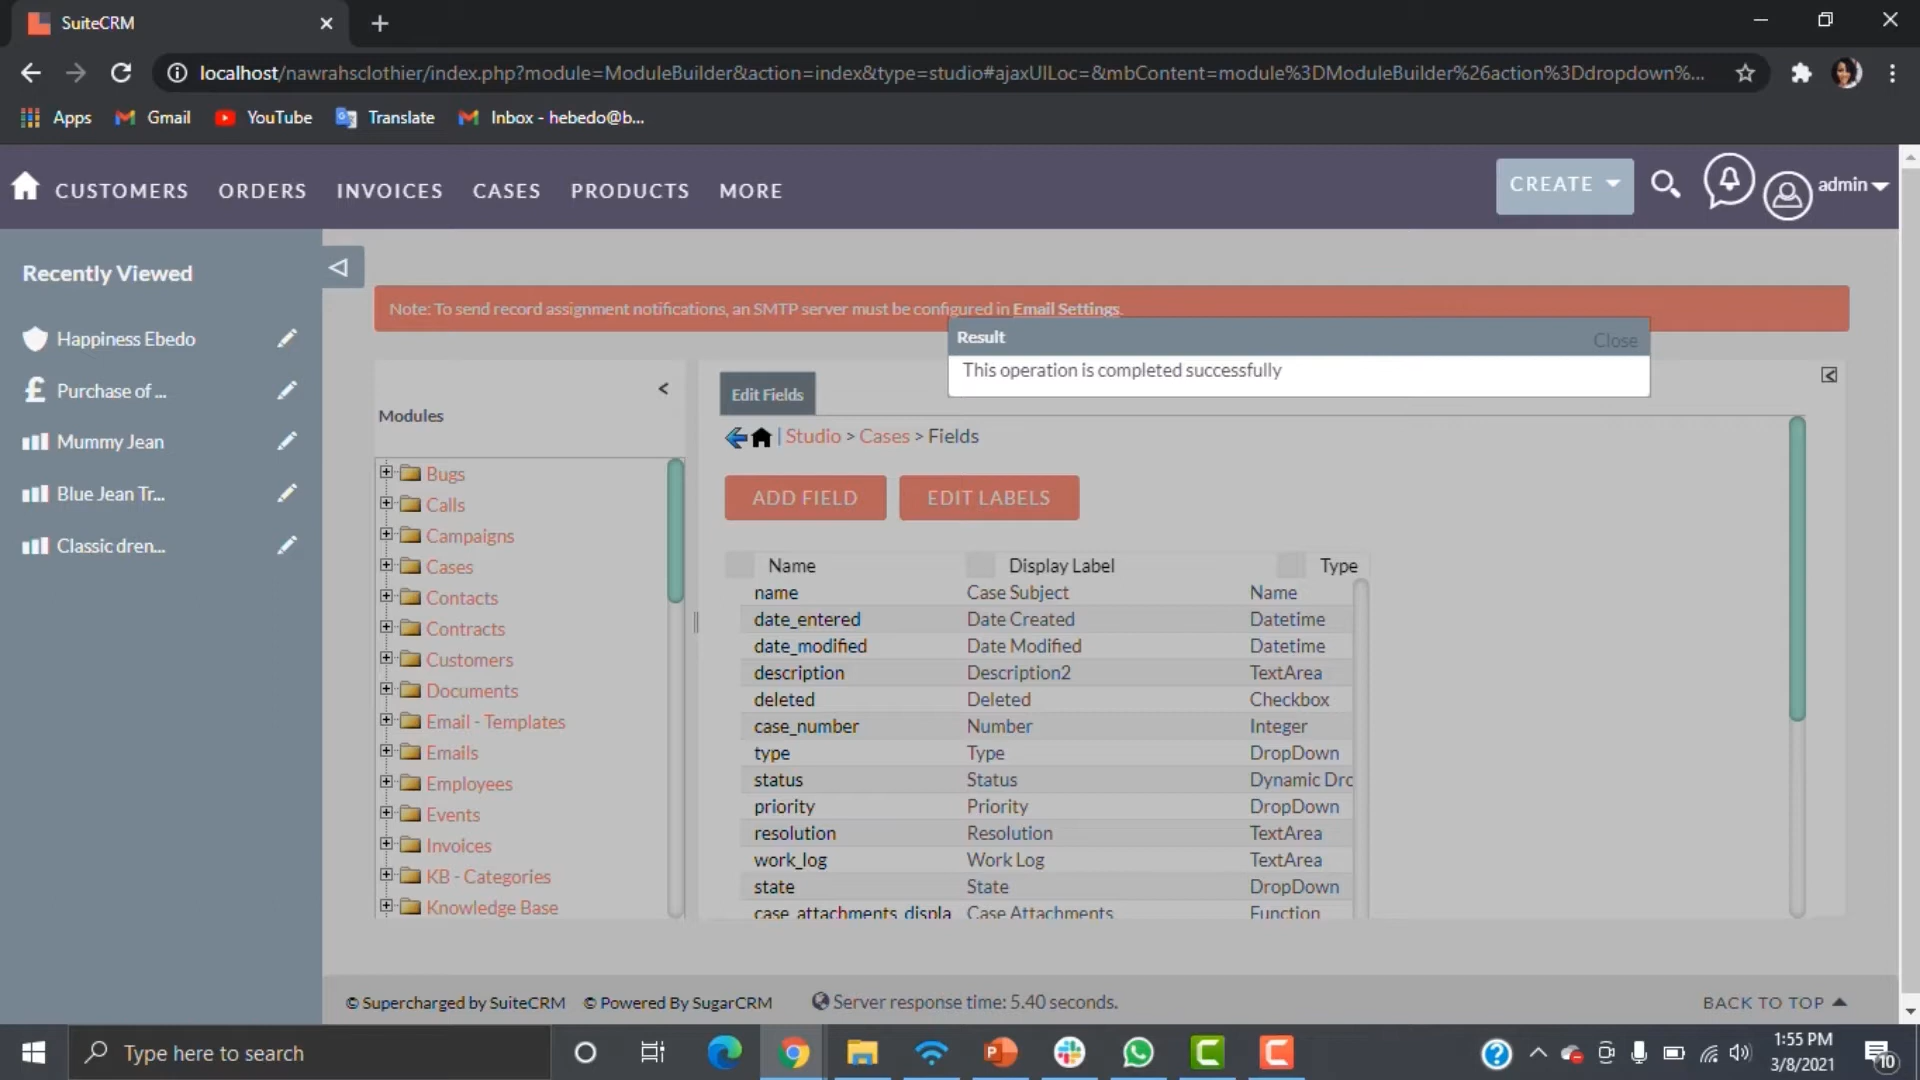 SuiteCRM
localhost/nawrahsclothier/index.php?module=ModuleBuilder&action=index&type=studio#ajaxUILoc=&mbContent=module%3DModuleBuilder%26action%3Ddropdown%...
Apps Gmail YouTube Translate Inbox - hebedo@b...
CUSTOMERS ORDERS INVOICES CASES PRODUCTS MORE CREATE admin
Recently Viewed
Happiness Ebedo
Purchase of ...
Mummy Jean
Blue Jean Tr...
Classic dren...
Note: To send record assignment notifications, an SMTP server must be configured in Email Settings.
Result Close
This operation is completed successfully
Modules
Bugs
Calls
Campaigns
Cases
Contacts
Contracts
Customers
Documents
Email - Templates
Emails
Employees
Events
Invoices
KB - Categories
Knowledge Base
Edit Fields
| Studio > Cases > Fields
ADD FIELD EDIT LABELS
Name Display Label Type
name Case Subject Name
date_entered Date Created Datetime
date_modified Date Modified Datetime
description Description2 TextArea
deleted Deleted Checkbox
case_number Number Integer
type Type DropDown
status Status Dynamic Drc
priority Priority DropDown
resolution Resolution TextArea
work_log Work Log TextArea
state State DropDown
case_attachments_displa Case Attachments Function
© Supercharged by SuiteCRM © Powered By SugarCRM Server response time: 5.40 seconds. BACK TO TOP
Type here to search
1:55 PM
3/8/2021
10